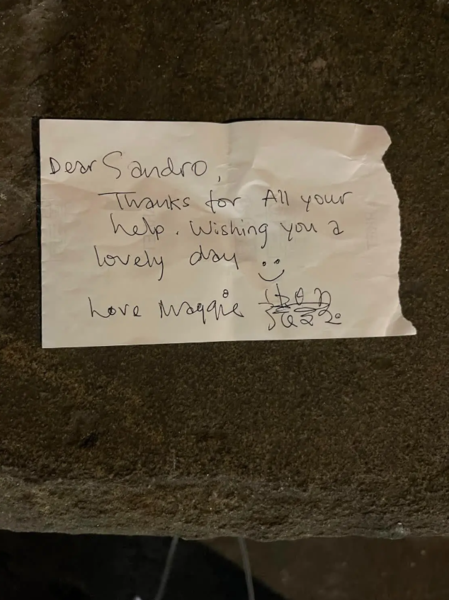 Dear Sandro,
Thanks for All your
help. Wishing you a
lovely day
Love Maggie